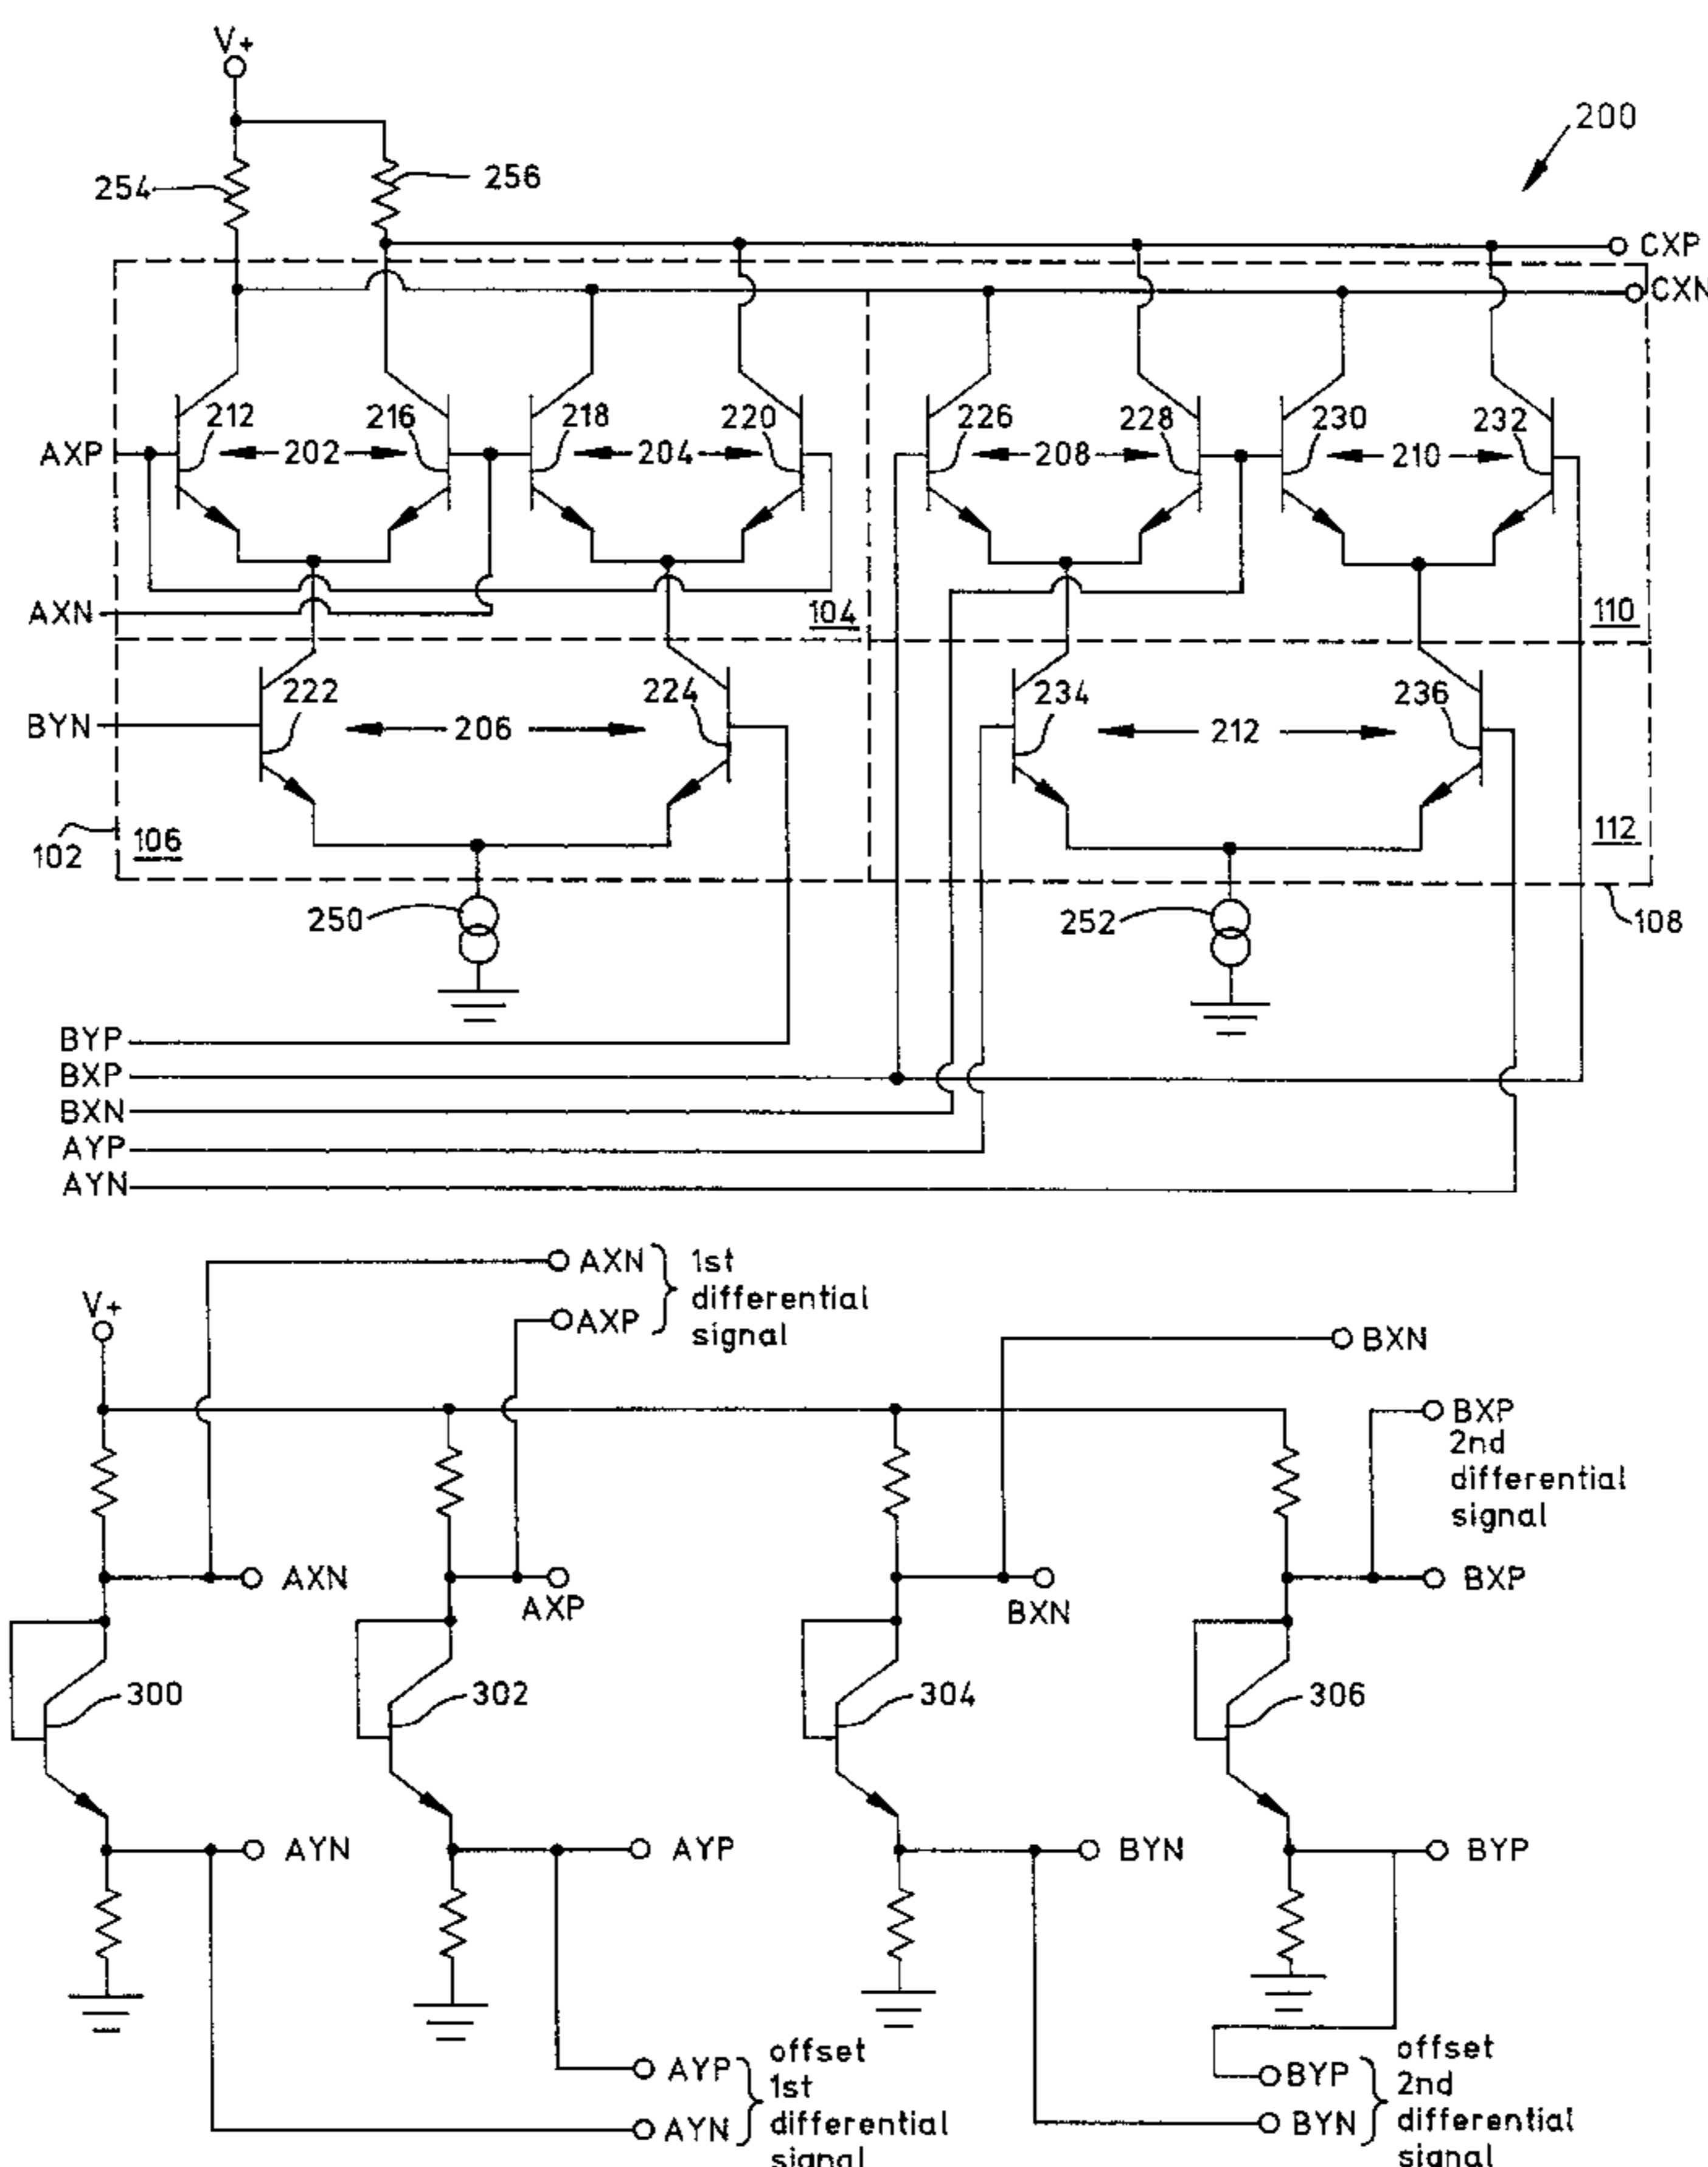 V+
200
254
256
CXP
CXN
212
216
218
220
226
228
230
232
AXP
202
204
208
210
AXN
104
110
222
224
234
236
BYN
206
212
102
106
112
250
252
108
BYP
BXP
BXN
AYP
AYN
AXN
1st
differential
signal
AXP
V+
BXN
BXP
2nd
differential
signal
AXN
AXP
BXN
BXP
300
302
304
306
AYN
AYP
BYN
BYP
AYP
AYN
offset
1st
differential
signal
BYP
BYN
offset
2nd
differential
signal